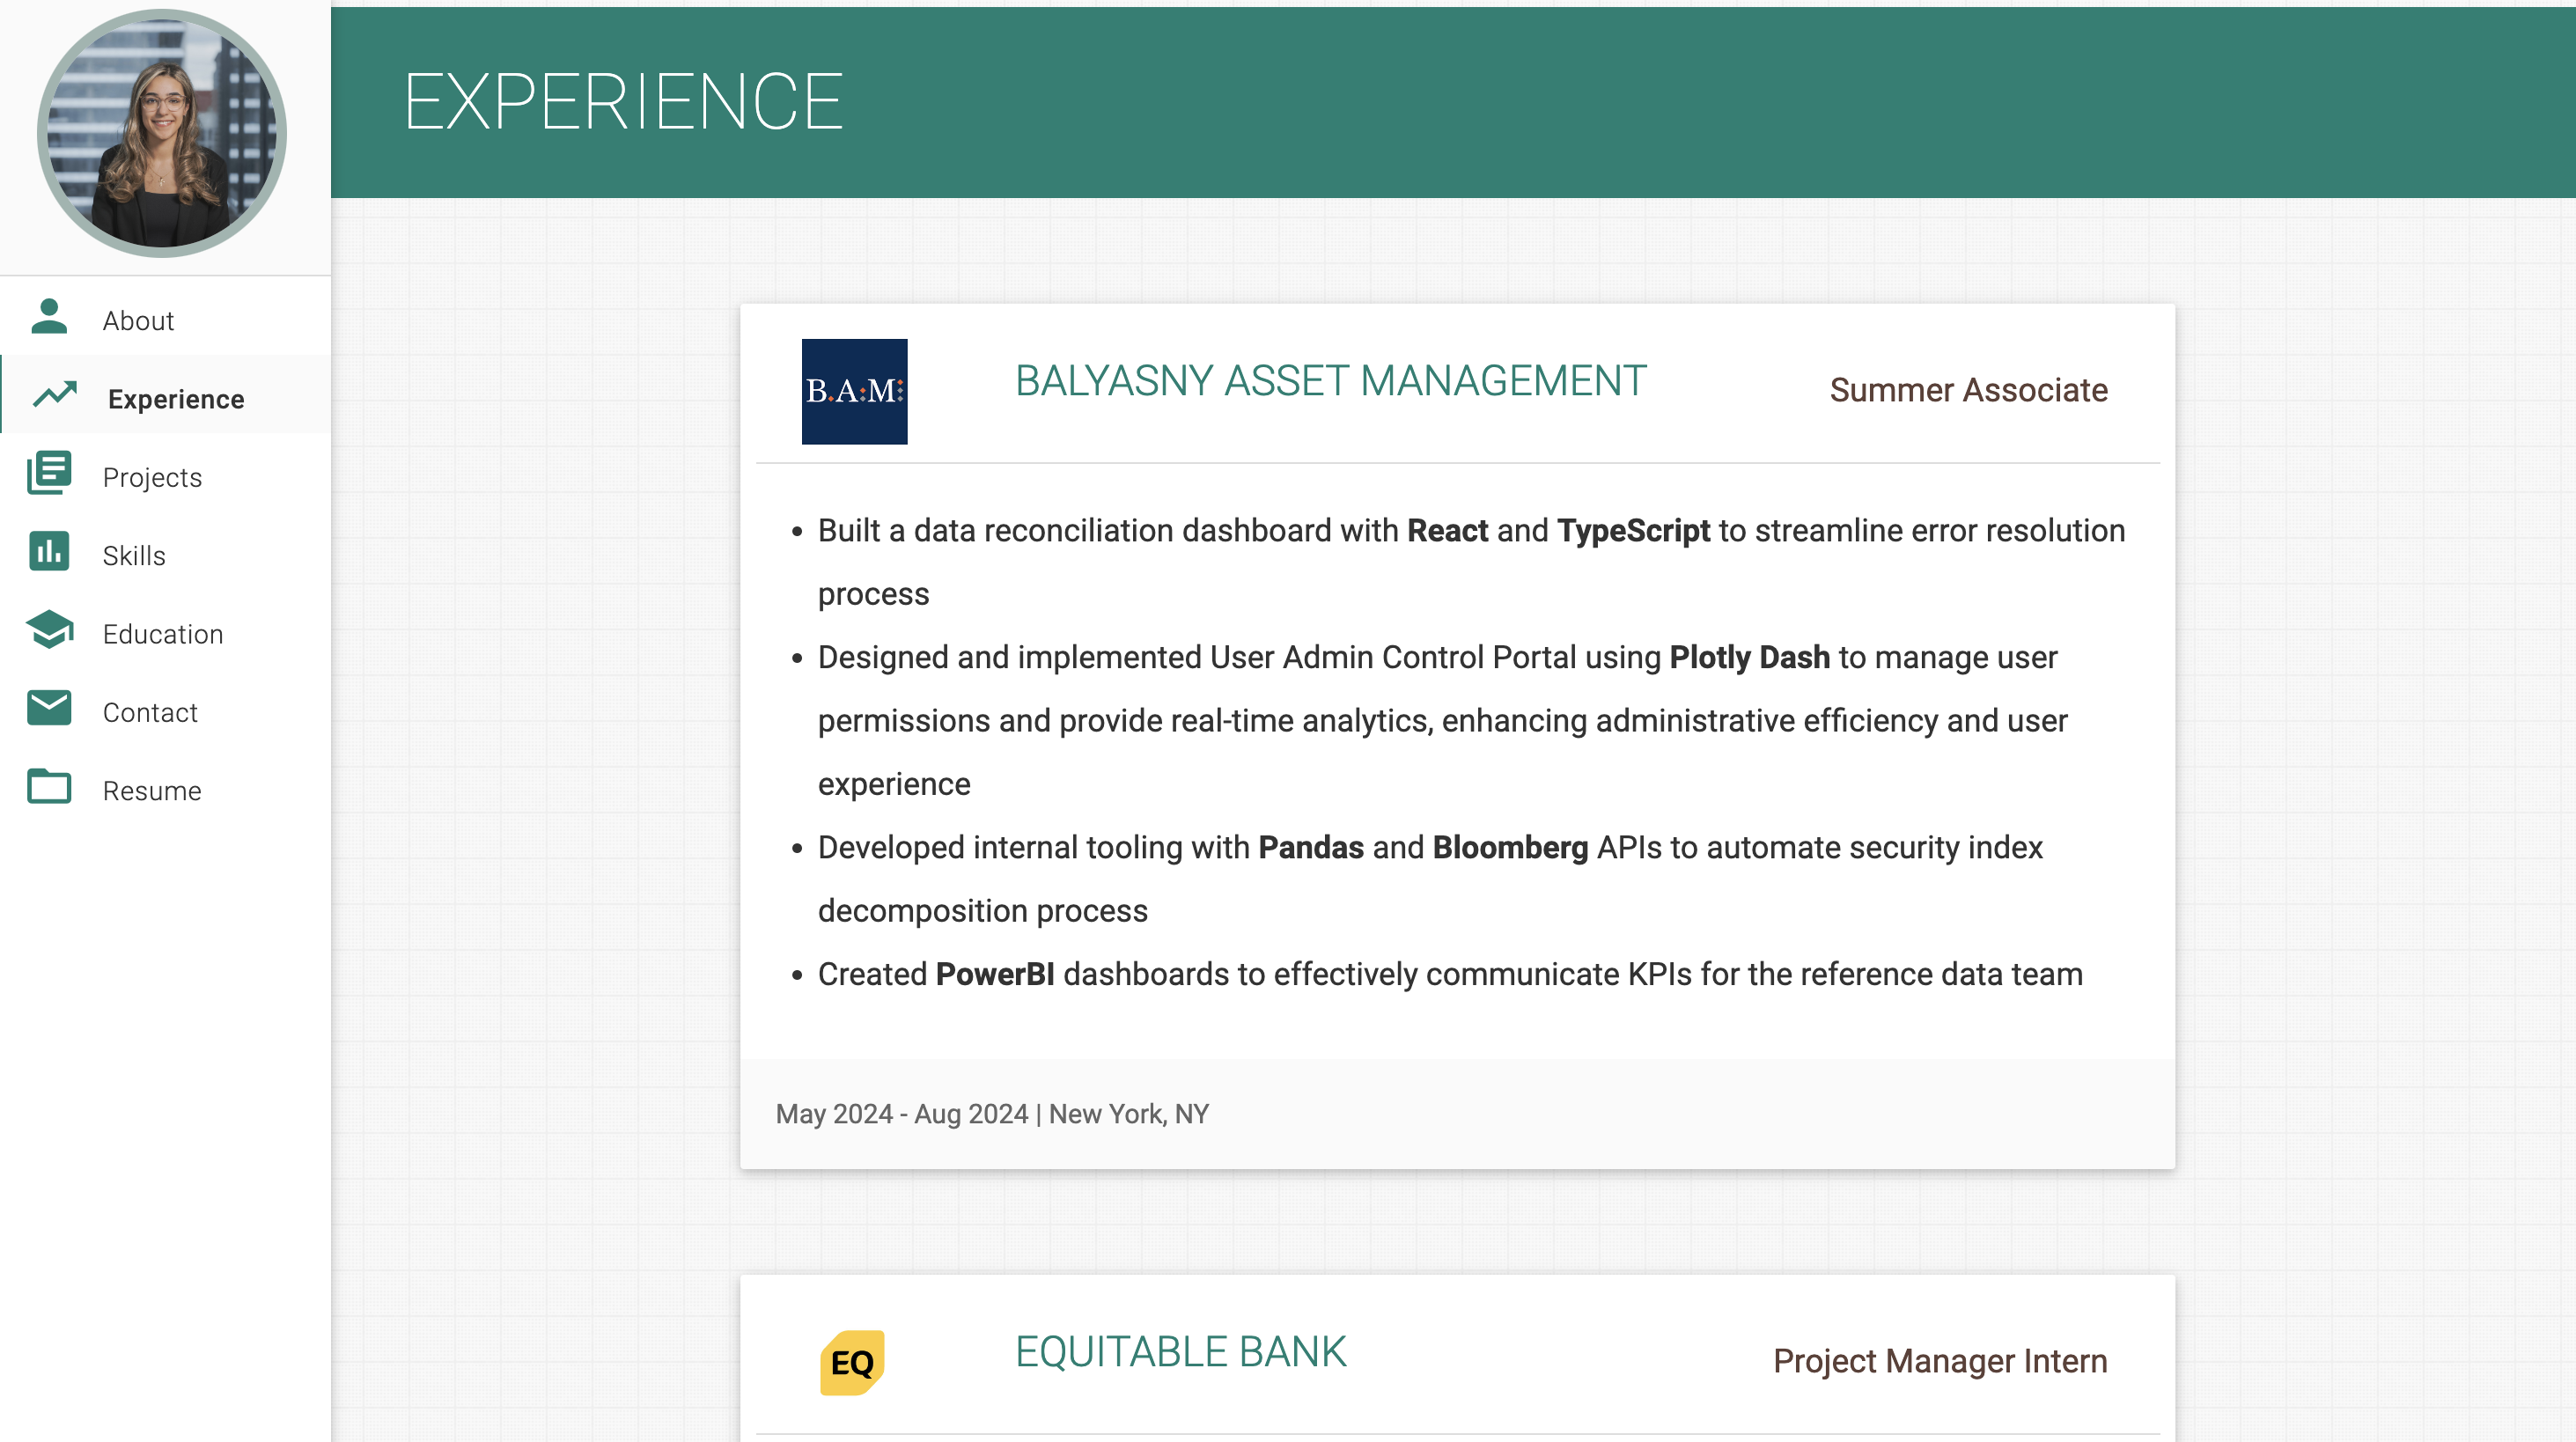 EXPERIENCE
About
Experience
Projects
Skills
Education
Contact
Resume
B.A.M.
BALYASNY ASSET MANAGEMENT
Summer Associate
Built a data reconciliation dashboard with React and TypeScript to streamline error resolution
process
Designed and implemented User Admin Control Portal using Plotly Dash to manage user
permissions and provide real-time analytics, enhancing administrative efficiency and user
experience
Developed internal tooling with Pandas and Bloomberg APIs to automate security index
decomposition process
Created PowerBI dashboards to effectively communicate KPIs for the reference data team
May 2024 - Aug 2024 | New York, NY
EQ
EQUITABLE BANK
Project Manager Intern